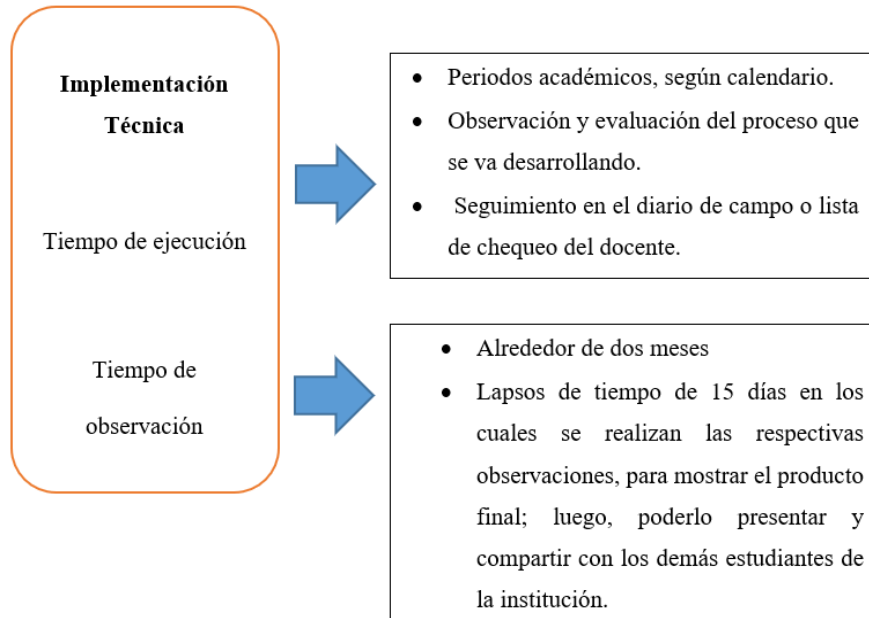 Implementación
Técnica
Tiempo de ejecución
Tiempo de
observación
• Periodos académicos, según calendario.
• Observación y evaluación del proceso que
se va desarrollando.
• Seguimiento en el diario de campo o lista
de chequeo del docente.
• Alrededor de dos meses
• Lapsos de tiempo de 15 días en los
cuales se realizan las respectivas
observaciones, para mostrar el producto
final; luego, poderlo presentar y
compartir con los demás estudiantes de
la institución.